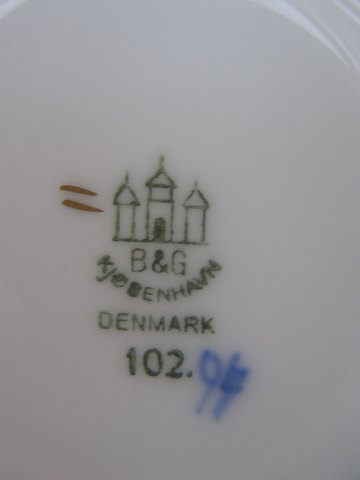 B&G
KJØBENHAVN
DENMARK
102.